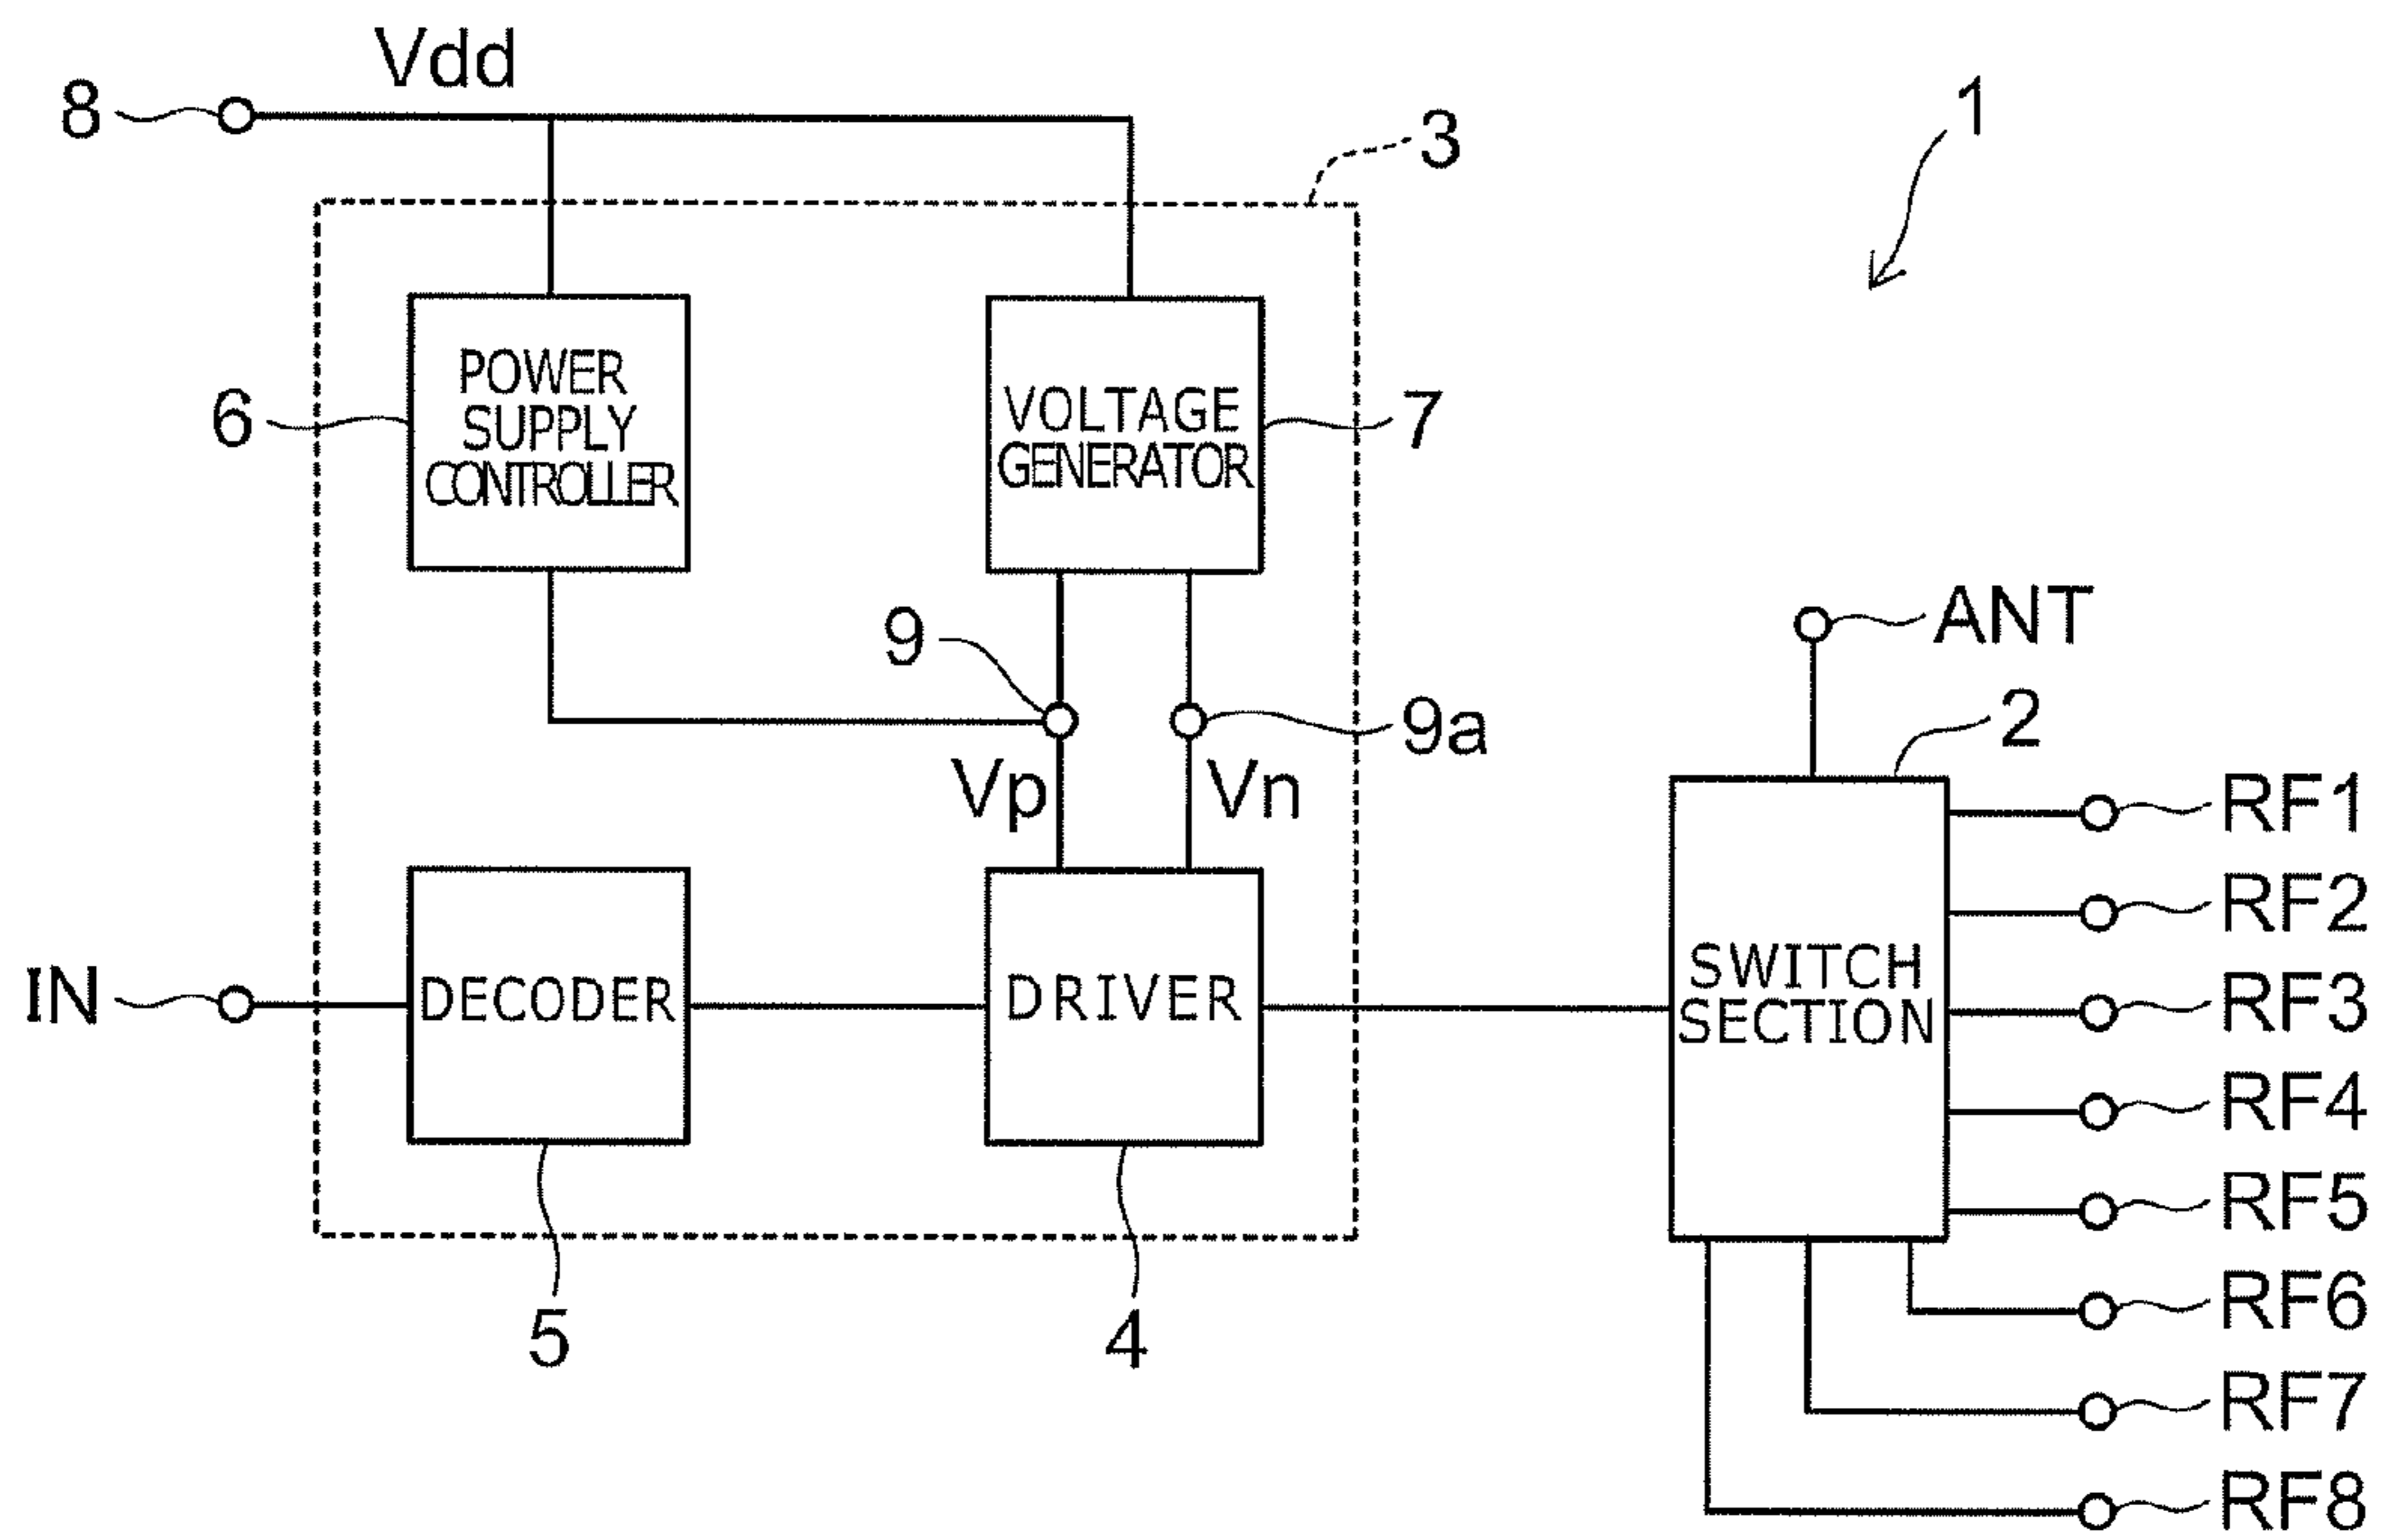 Vdd
8
3
1
POWER
SUPPLY
CONTROLLER
6
VOLTAGE
GENERATOR
7
9
9a
ANT
2
Vp
Vn
RF1
RF2
IN
DECODER
DRIVER
SWITCH
SECTION
RF3
RF4
RF5
5
4
RF6
RF7
RF8